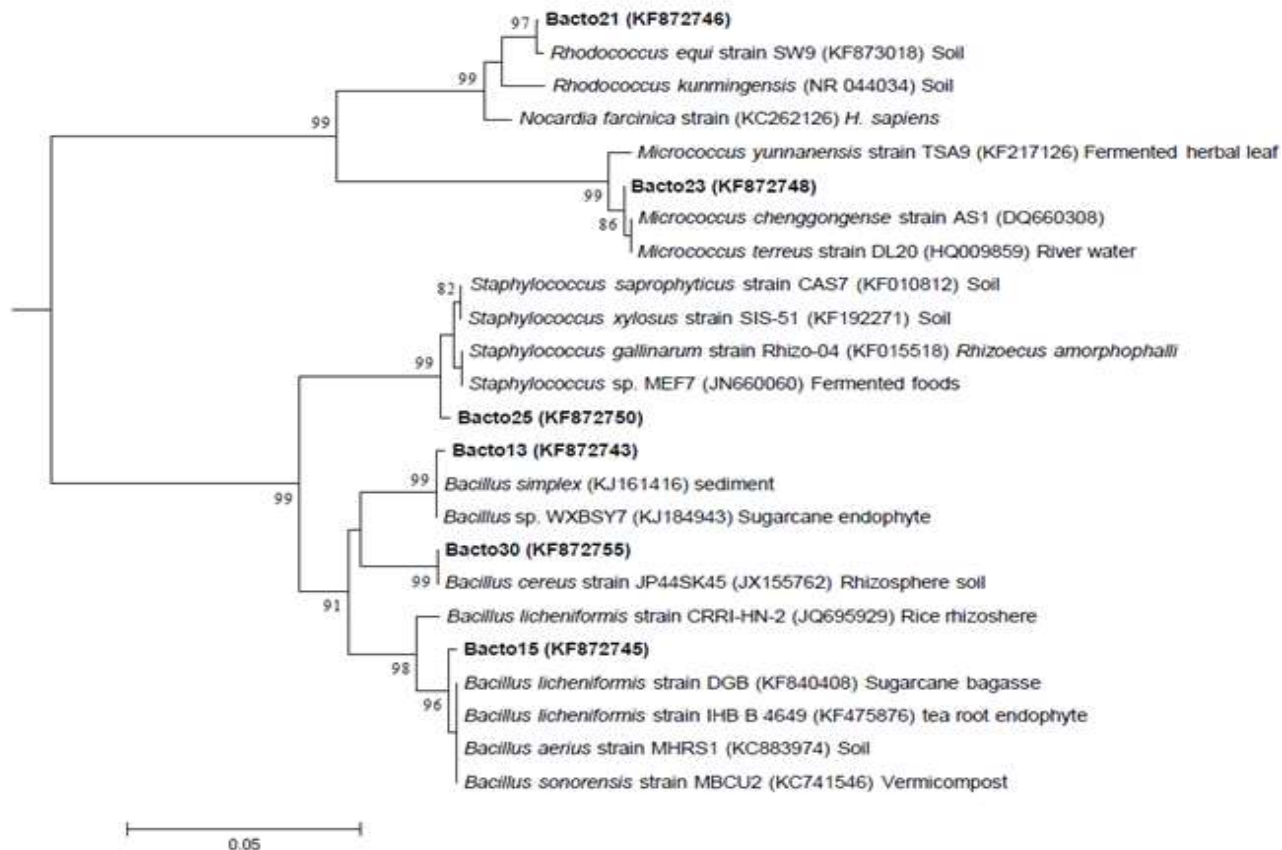 97
Bacto21 (KF872746)
Rhodococcus equi strain SW9 (KF873018) Soil
99
Rhodococcus kunmingensis (NR 044034) Soil
99
Nocardia farcinica strain (KC262126) H. sapiens
Micrococcus yunnanensis strain TSA9 (KF217126) Fermented herbal leaf
99
Bacto23 (KF872748)
86
Micrococcus chenggongense strain AS1 (DQ660308)
Micrococcus terreus strain DL20 (HQ009859) River water
82
Staphylococcus saprophyticus strain CAS7 (KF010812) Soil
Staphylococcus xylosus strain SIS-51 (KF192271) Soil
99
Staphylococcus gallinarum strain Rhizo-04 (KF015518) Rhizoecus amorphophalli
Staphylococcus sp. MEF7 (JN660060) Fermented foods
Bacto25 (KF872750)
Bacto13 (KF872743)
99
99
Bacillus simplex (KJ161416) sediment
Bacillus sp. WXBSY7 (KJ184943) Sugarcane endophyte
Bacto30 (KF872755)
99
Bacillus cereus strain JP44SK45 (JX155762) Rhizosphere soil
91
Bacillus licheniformis strain CRRI-HN-2 (JQ695929) Rice rhizoshere
Bacto15 (KF872745)
98
96
Bacillus licheniformis strain DGB (KF840408) Sugarcane bagasse
Bacillus licheniformis strain IHB B 4649 (KF475876) tea root endophyte
Bacillus aerius strain MHRS1 (KC883974) Soil
Bacillus sonorensis strain MBCU2 (KC741546) Vermicompost
0.05